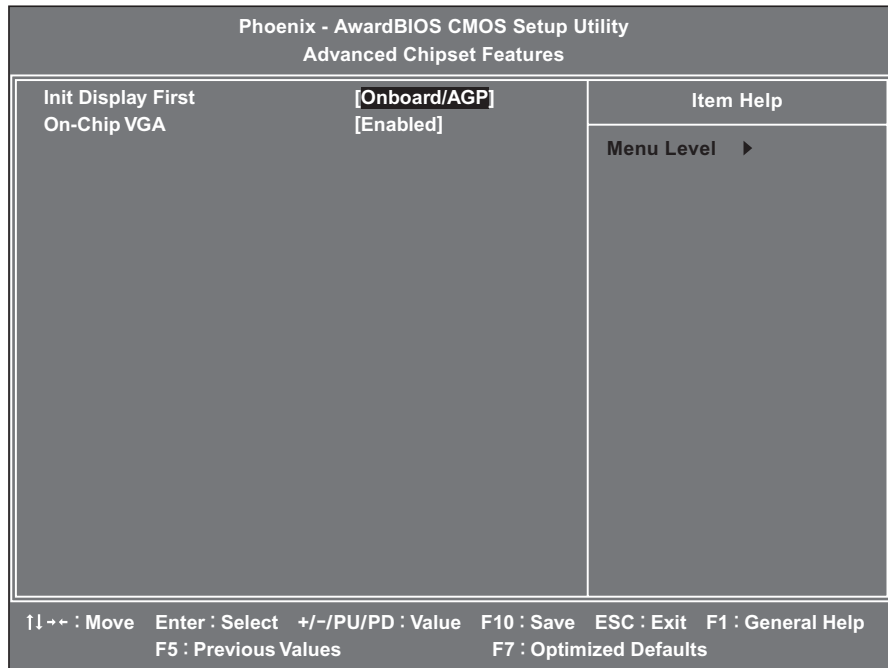 Phoenix - AwardBIOS CMOS Setup Utility
Advanced Chipset Features
Init Display First [Onboard/AGP]
On-Chip VGA [Enabled]
Item Help
Menu Level ▶
↑↓→← : Move Enter : Select +/-/PU/PD : Value F10 : Save ESC : Exit F1 : General Help
F5 : Previous Values F7 : Optimized Defaults